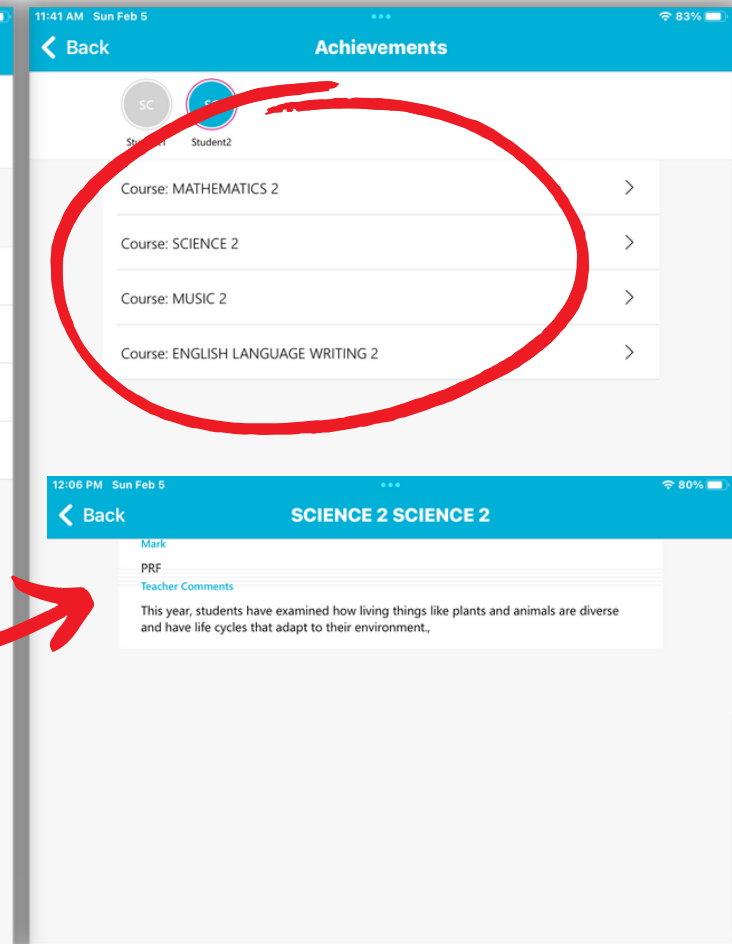 11:41 AM Sun Feb 5
83%
Back
Achievements
SC
Student2
Course: MATHEMATICS 2
Course: SCIENCE 2
Course: MUSIC 2
Course: ENGLISH LANGUAGE WRITING 2
12:06 PM Sun Feb 5
80%
Back
SCIENCE 2 SCIENCE 2
Mark
PRF
Teacher Comments
This year, students have examined how living things like plants and animals are diverse
and have life cycles that adapt to their environment.,